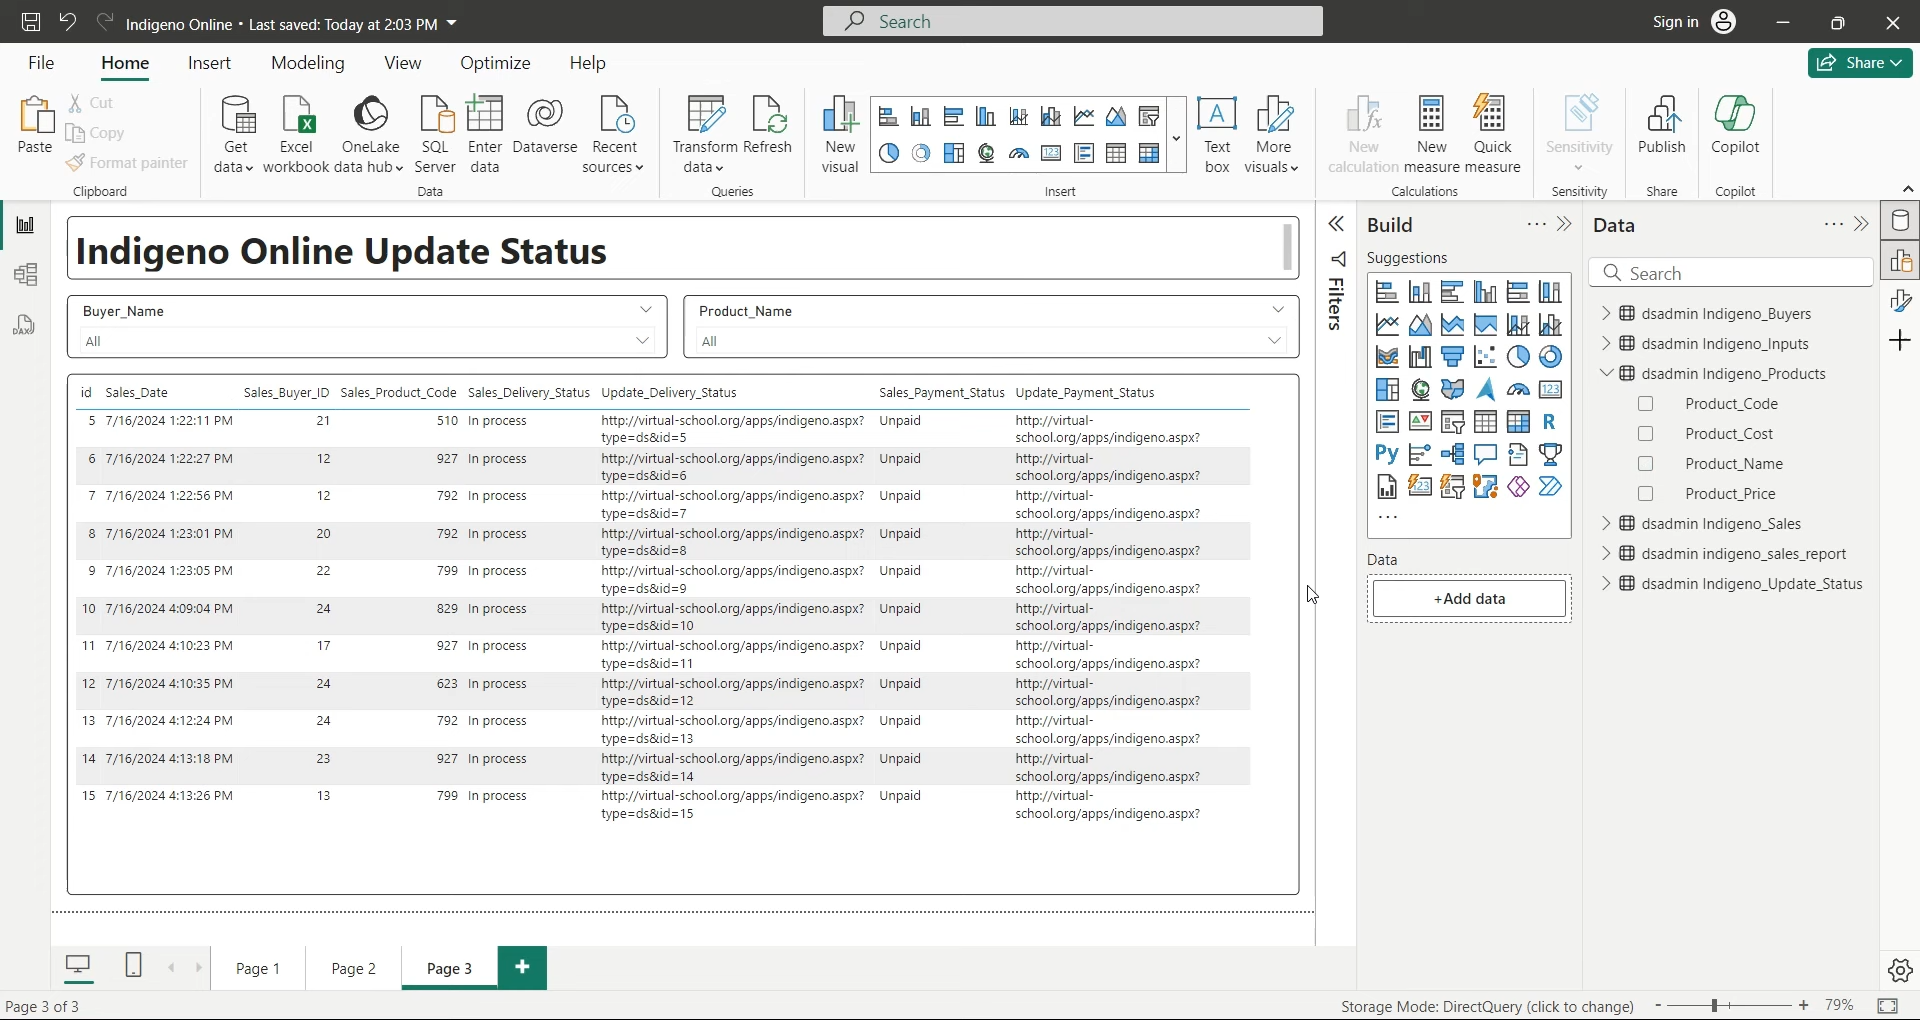 Indigeno Online • Last saved: Today at 2:03 PM
Search
Sign in
File
Home
Insert
Modeling
View
Optimize
Help
Share
Paste
Cut
Copy
Format painter
Clipboard
Get data
Excel workbook
OneLake data hub
SQL Server
Enter data
Dataverse
Recent sources
Data
Transform data
Refresh
Queries
New visual
Text box
More visuals
Insert
New calculation
New measure
Quick measure
Calculations
Sensitivity
Sensitivity
Publish
Share
Copilot
Copilot
Indigeno Online Update Status
Buyer_Name
All
Product_Name
All
id Sales_Date Sales_Buyer_ID Sales_Product_Code Sales_Delivery_Status Update_Delivery_Status Sales_Payment_Status Update_Payment_Status
5 7/16/2024 1:22:11 PM 21 510 In process http://virtual-school.org/apps/indigeno.aspx? Unpaid http://virtual-
type=ds&id=5 school.org/apps/indigeno.aspx?
6 7/16/2024 1:22:27 PM 12 927 In process http://virtual-school.org/apps/indigeno.aspx? Unpaid http://virtual-
type=ds&id=6 school.org/apps/indigeno.aspx?
7 7/16/2024 1:22:56 PM 12 792 In process http://virtual-school.org/apps/indigeno.aspx? Unpaid http://virtual-
type=ds&id=7 school.org/apps/indigeno.aspx?
8 7/16/2024 1:23:01 PM 20 792 In process http://virtual-school.org/apps/indigeno.aspx? Unpaid http://virtual-
type=ds&id=8 school.org/apps/indigeno.aspx?
9 7/16/2024 1:23:05 PM 22 799 In process http://virtual-school.org/apps/indigeno.aspx? Unpaid http://virtual-
type=ds&id=9 school.org/apps/indigeno.aspx?
10 7/16/2024 4:09:04 PM 24 829 In process http://virtual-school.org/apps/indigeno.aspx? Unpaid http://virtual-
type=ds&id=10 school.org/apps/indigeno.aspx?
11 7/16/2024 4:10:23 PM 17 927 In process http://virtual-school.org/apps/indigeno.aspx? Unpaid http://virtual-
type=ds&id=11 school.org/apps/indigeno.aspx?
12 7/16/2024 4:10:35 PM 24 623 In process http://virtual-school.org/apps/indigeno.aspx? Unpaid http://virtual-
type=ds&id=12 school.org/apps/indigeno.aspx?
13 7/16/2024 4:12:24 PM 24 792 In process http://virtual-school.org/apps/indigeno.aspx? Unpaid http://virtual-
type=ds&id=13 school.org/apps/indigeno.aspx?
14 7/16/2024 4:13:18 PM 23 927 In process http://virtual-school.org/apps/indigeno.aspx? Unpaid http://virtual-
type=ds&id=14 school.org/apps/indigeno.aspx?
15 7/16/2024 4:13:26 PM 13 799 In process http://virtual-school.org/apps/indigeno.aspx? Unpaid http://virtual-
type=ds&id=15 school.org/apps/indigeno.aspx?
Filters
Build
Suggestions
R
Py
Data
+Add data
Data
Search
dsadmin Indigeno_Buyers
dsadmin Indigeno_Inputs
dsadmin Indigeno_Products
Product_Code
Product_Cost
Product_Name
Product_Price
dsadmin Indigeno_Sales
dsadmin indigeno_sales_report
dsadmin Indigeno_Update_Status
Page 1
Page 2
Page 3
Page 3 of 3
Storage Mode: DirectQuery (click to change)
79%